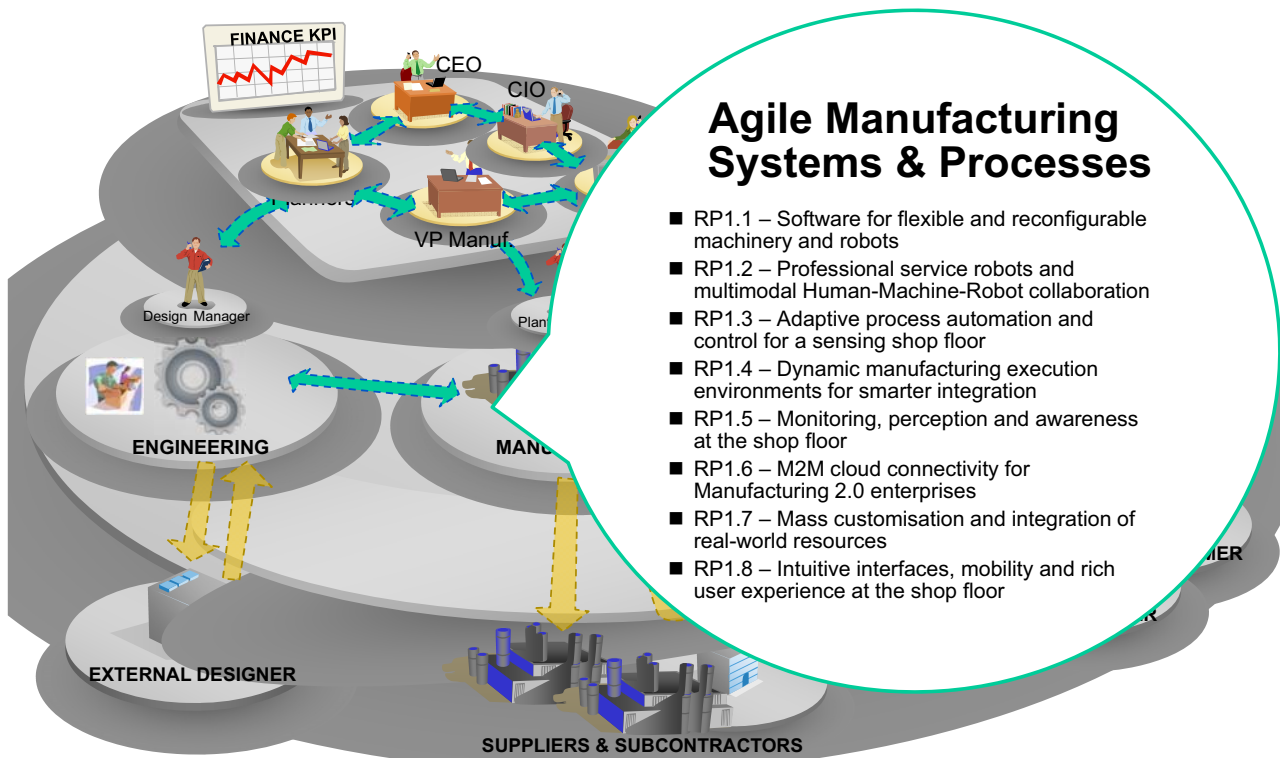 FINANCE KPI
CEO
CIO
Planners
VP Manuf.
Design Manager
Plant
ENGINEERING
MANU
EXTERNAL DESIGNER
SUPPLIERS & SUBCONTRACTORS
MER
ER
Agile Manufacturing
Systems & Processes
■ RP1.1 – Software for flexible and reconfigurable
machinery and robots
■ RP1.2 – Professional service robots and
multimodal Human-Machine-Robot collaboration
■ RP1.3 – Adaptive process automation and
control for a sensing shop floor
■ RP1.4 – Dynamic manufacturing execution
environments for smarter integration
■ RP1.5 – Monitoring, perception and awareness
at the shop floor
■ RP1.6 – M2M cloud connectivity for
Manufacturing 2.0 enterprises
■ RP1.7 – Mass customisation and integration of
real-world resources
■ RP1.8 – Intuitive interfaces, mobility and rich
user experience at the shop floor